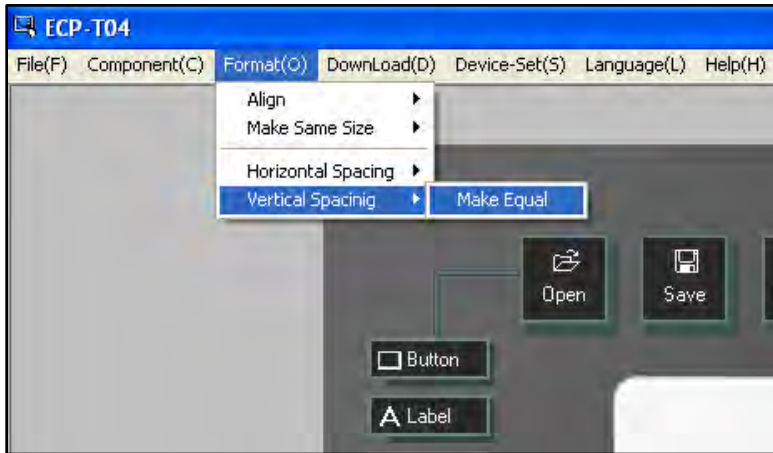 ECP-T04
File(F) Component(C) Format(O) DownLoad(D) Device-Set(S) Language(L) Help(H)
Align
Make Same Size
Horizontal Spacing
Vertical Spacinig Make Equal
Open Save
Button
Label